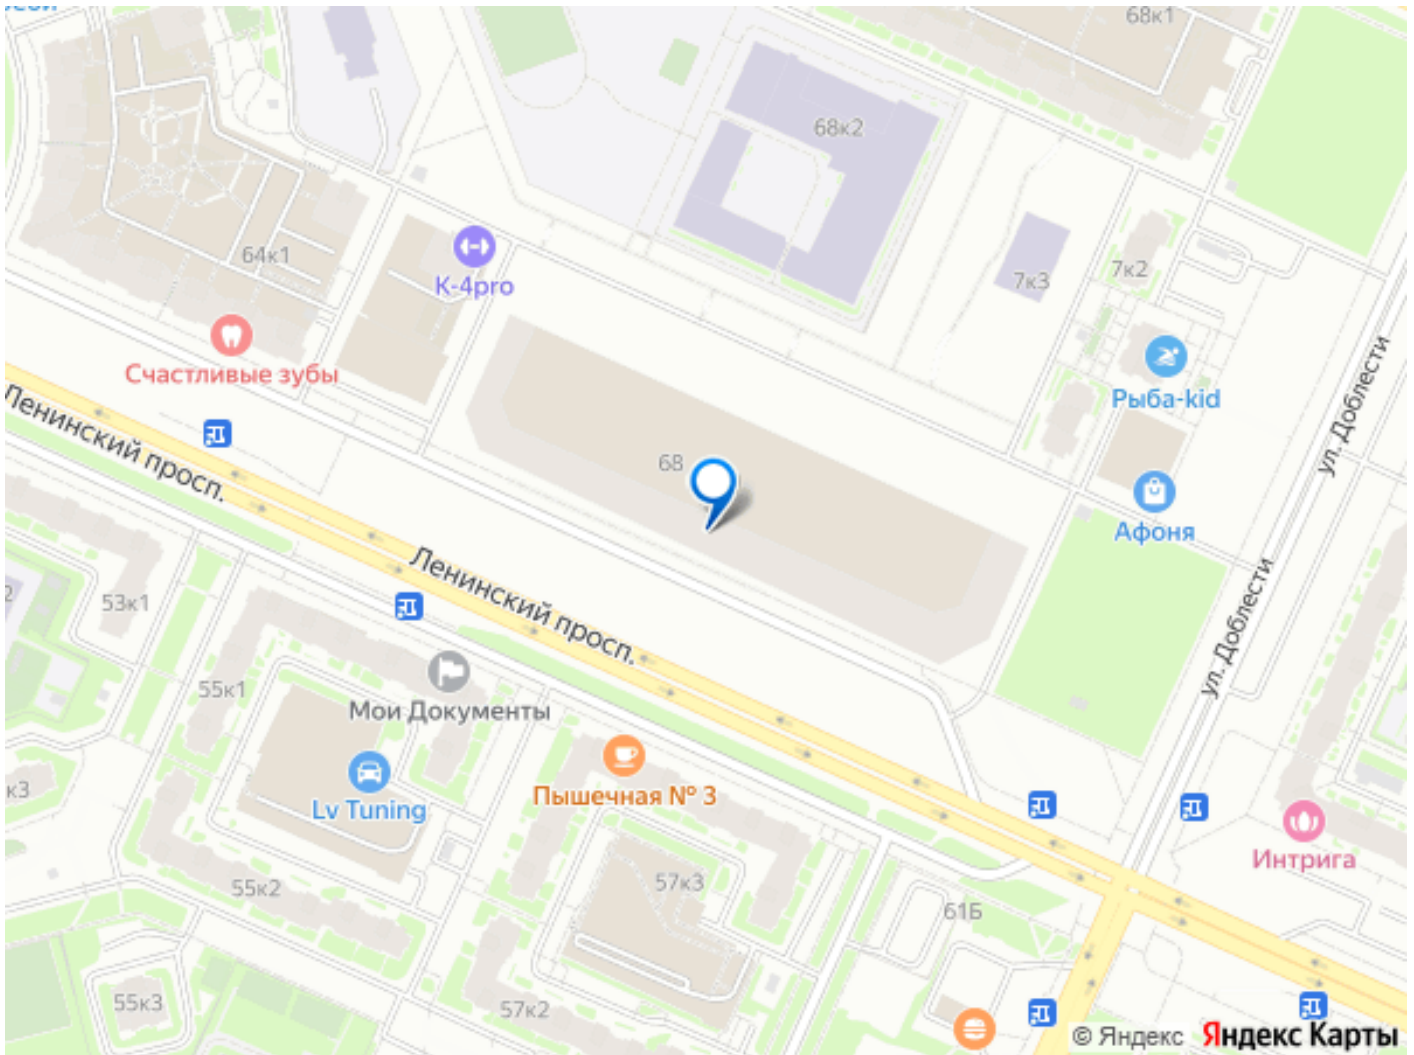 68к1
68к2
64к1
К-4pro
7к3
7к2
Счастливые зубы
Рыба-kid
Ленинский просп.
ул. Доблести
68
Афоня
Ленинский просп.
ул. Доблести
53к1
55к1
Мои Документы
к3
Lv Tuning
Пышечная № 3
Интрига
55к2
57к3
61Б
55к3
57к2
© Яндекс Яндекс Карты